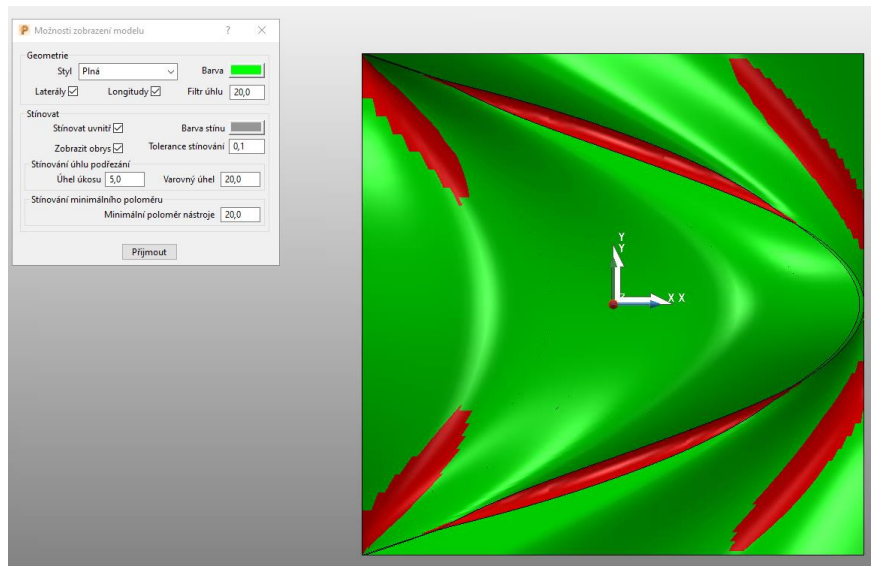 P Možnosti zobrazení modelu ? ×
Geometrie
Styl Plná Barva
Laterály Longitudy Filtr úhlu 20,0
Stínovat
Stínovat uvnitř Barva stínu
Zobrazit obrys Tolerance stínování 0,1
Stínování úhlu podřezání
Úhel úkosu 5,0 Varovný úhel 20,0
Stínování minimálního poloměru
Minimální poloměr nástroje 20,0
Přijmout
Y
Y
Z X X